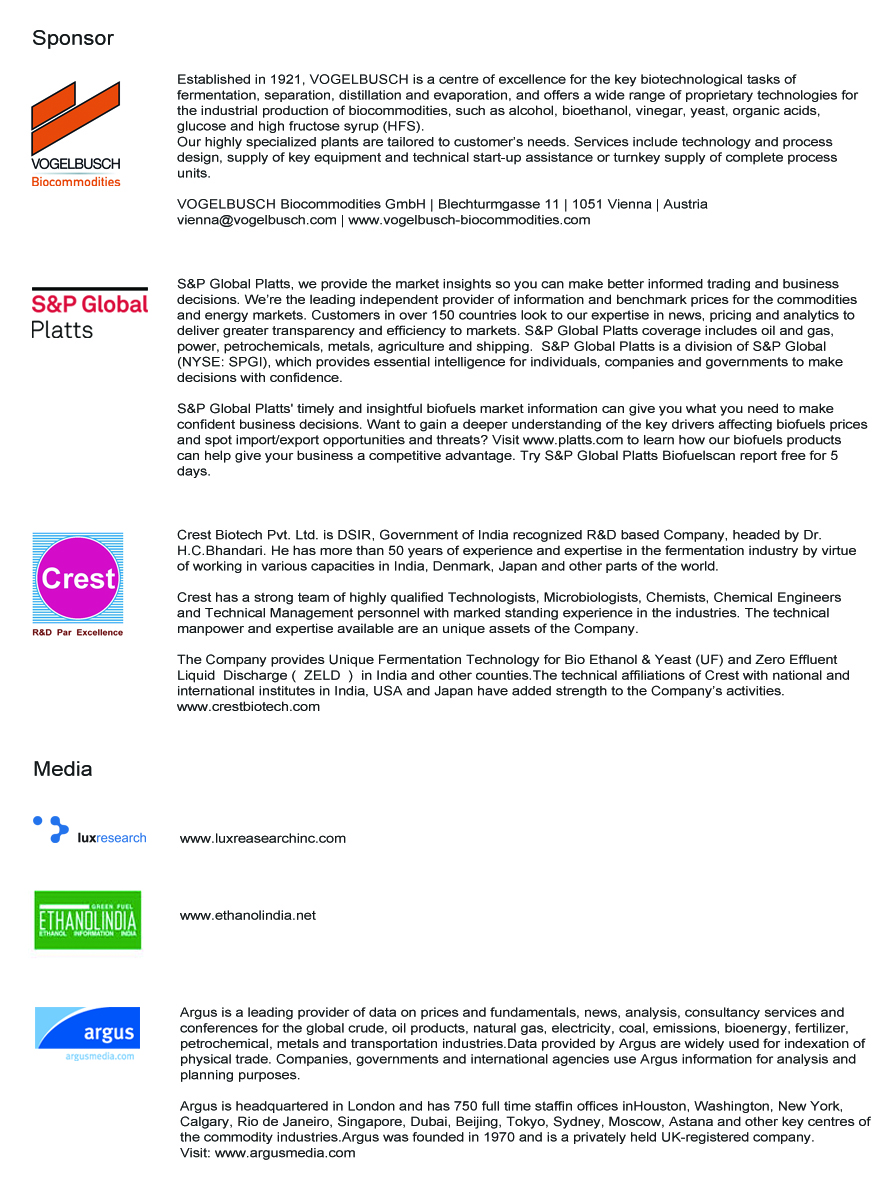 Sponsor
VOGELBUSCH
Biocommodities
Established in 1921, VOGELBUSCH is a centre of excellence for the key biotechnological tasks of
fermentation, separation, distillation and evaporation, and offers a wide range of proprietary technologies for
the industrial production of biocommodities, such as alcohol, bioethanol, vinegar, yeast, organic acids,
glucose and high fructose syrup (HFS).
Our highly specialized plants are tailored to customer's needs. Services include technology and process
design, supply of key equipment and technical start-up assistance or turnkey supply of complete process
units.
VOGELBUSCH Biocommodities GmbH | Blechturmgasse 11 | 1051 Vienna | Austria
vienna@vogelbusch.com | www.vogelbusch-biocommodities.com
S&P Global
Platts
S&P Global Platts, we provide the market insights so you can make better informed trading and business
decisions. We're the leading independent provider of information and benchmark prices for the commodities
and energy markets. Customers in over 150 countries look to our expertise in news, pricing and analytics to
deliver greater transparency and efficiency to markets. S&P Global Platts coverage includes oil and gas,
power, petrochemicals, metals, agriculture and shipping.  S&P Global Platts is a division of S&P Global
(NYSE: SPGI), which provides essential intelligence for individuals, companies and governments to make
decisions with confidence.
S&P Global Platts' timely and insightful biofuels market information can give you what you need to make
confident business decisions. Want to gain a deeper understanding of the key drivers affecting biofuels prices
and spot import/export opportunities and threats? Visit www.platts.com to learn how our biofuels products
can help give your business a competitive advantage. Try S&P Global Platts Biofuelscan report free for 5
days.
Crest
R&D Par Excellence
Crest Biotech Pvt. Ltd. is DSIR, Government of India recognized R&D based Company, headed by Dr.
H.C.Bhandari. He has more than 50 years of experience and expertise in the fermentation industry by virtue
of working in various capacities in India, Denmark, Japan and other parts of the world.
Crest has a strong team of highly qualified Technologists, Microbiologists, Chemists, Chemical Engineers
and Technical Management personnel with marked standing experience in the industries. The technical
manpower and expertise available are an unique assets of the Company.
The Company provides Unique Fermentation Technology for Bio Ethanol & Yeast (UF) and Zero Effluent
Liquid  Discharge (  ZELD  )  in India and other counties.The technical affiliations of Crest with national and
international institutes in India, USA and Japan have added strength to the Company's activities.
www.crestbiotech.com
Media
luxresearch
www.luxreasearchinc.com
GREEN FUEL
ETHANOLINDIA
ETHANOL INFORMATION INDIA
www.ethanolindia.net
argus
argusmedia.com
Argus is a leading provider of data on prices and fundamentals, news, analysis, consultancy services and
conferences for the global crude, oil products, natural gas, electricity, coal, emissions, bioenergy, fertilizer,
petrochemical, metals and transportation industries.Data provided by Argus are widely used for indexation of
physical trade. Companies, governments and international agencies use Argus information for analysis and
planning purposes.
Argus is headquartered in London and has 750 full time staffin offices inHouston, Washington, New York,
Calgary, Rio de Janeiro, Singapore, Dubai, Beijing, Tokyo, Sydney, Moscow, Astana and other key centres of
the commodity industries.Argus was founded in 1970 and is a privately held UK-registered company.
Visit: www.argusmedia.com